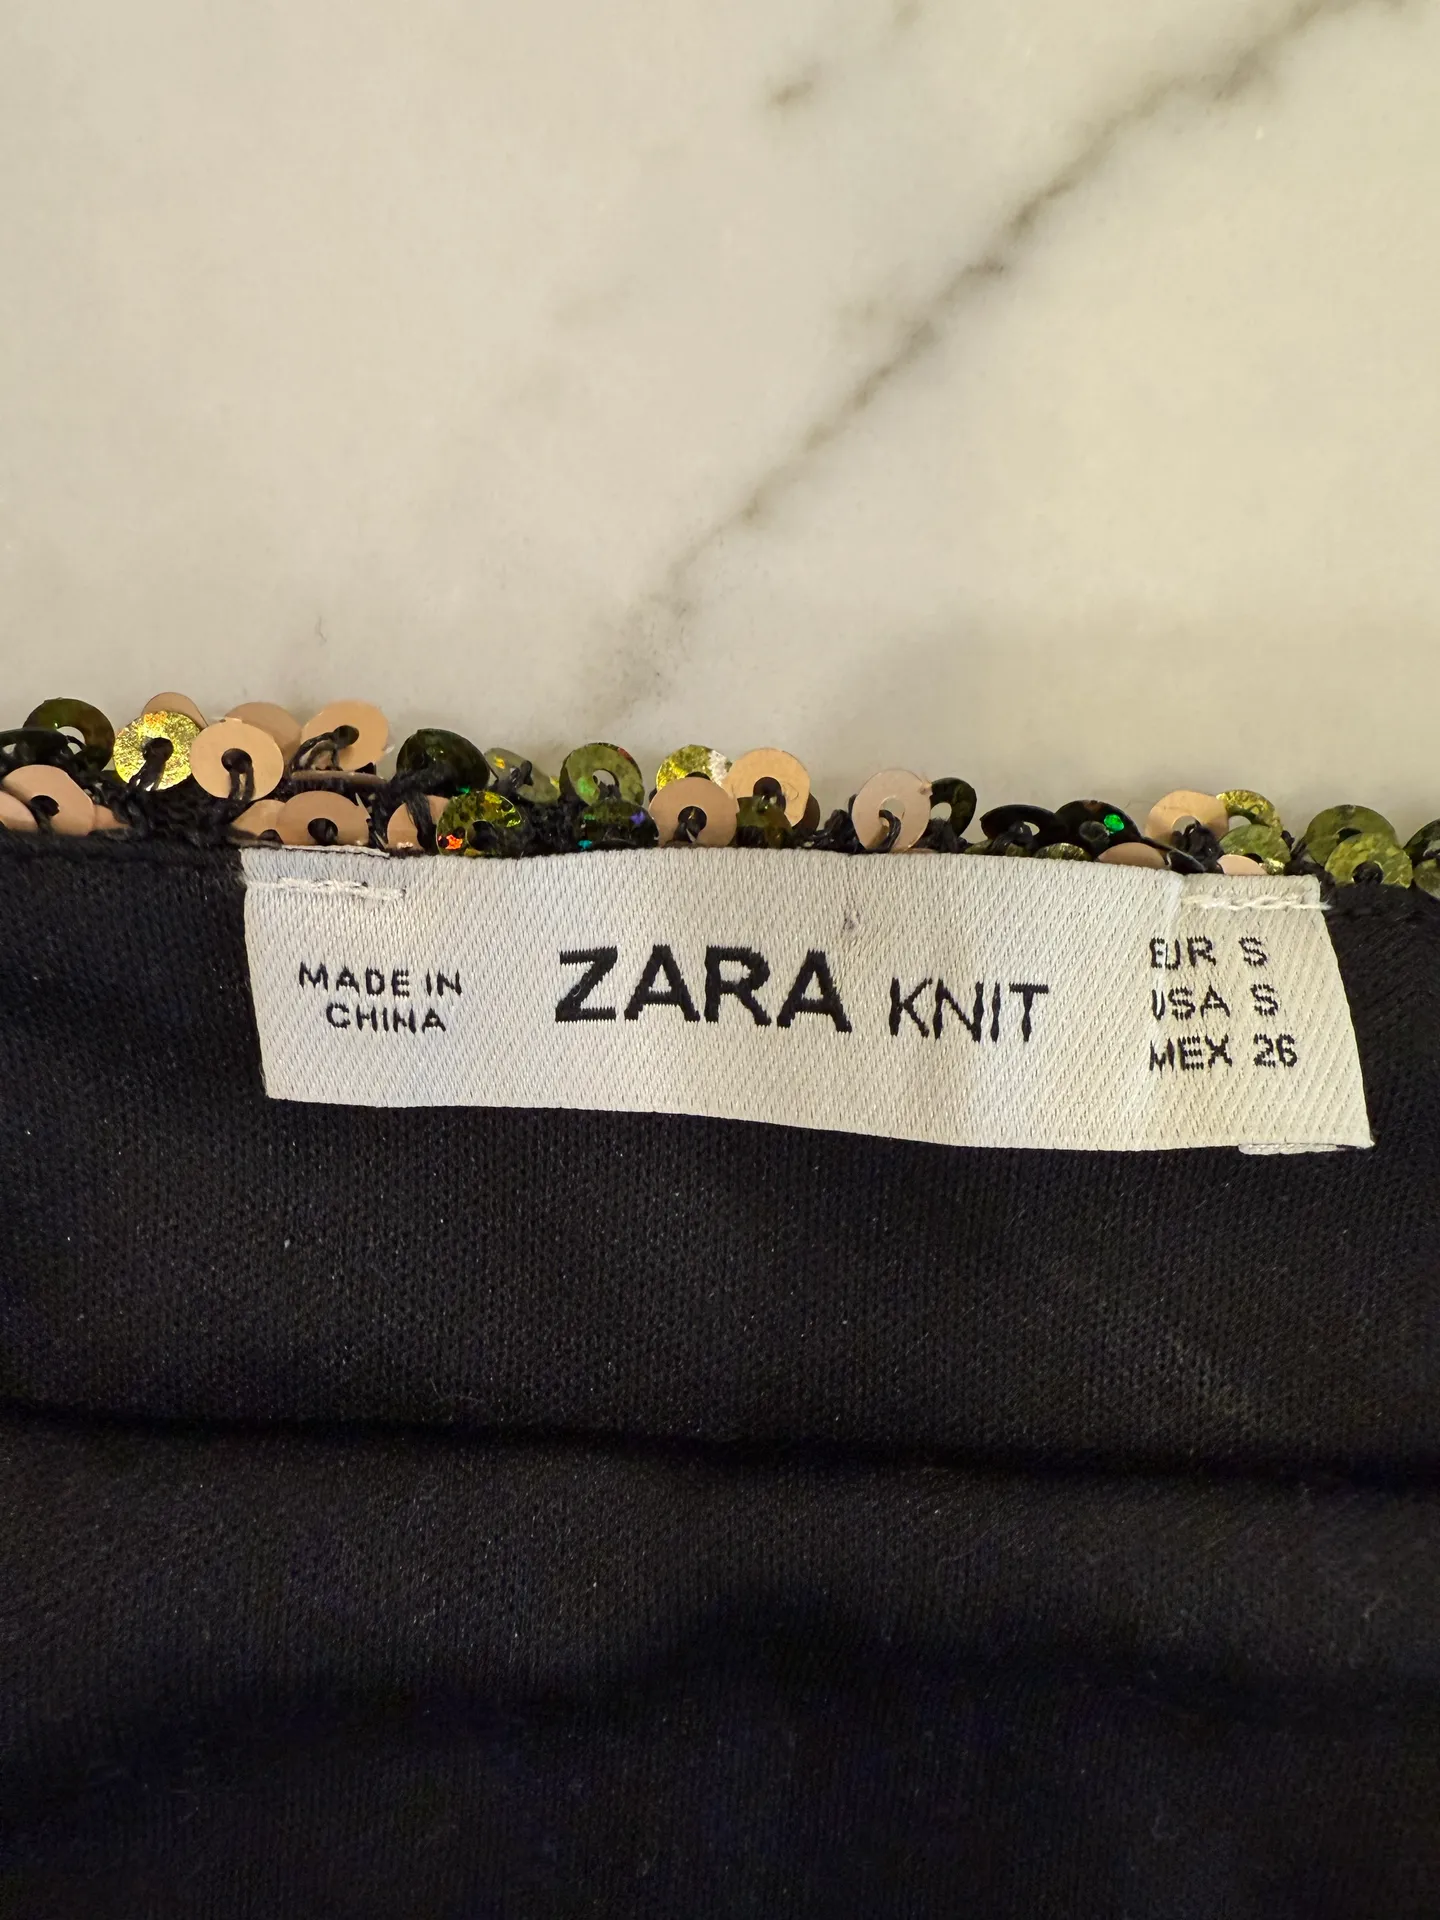 MADE IN
CHINA
ZARA KNIT
EUR S
USA S
MEX 26